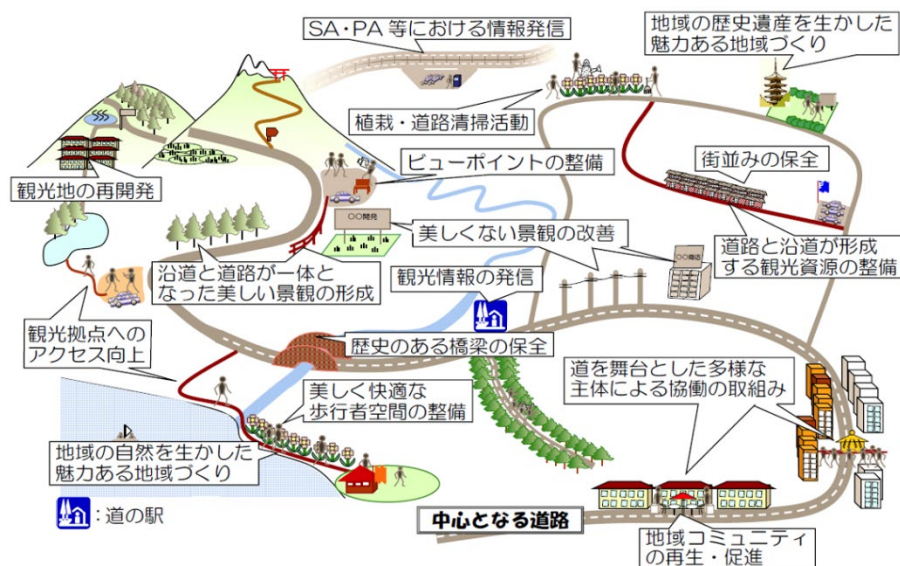 SA・PA 等における情報発信
地域の歴史遺産を生かした
魅力ある地域づくり
植栽・道路清掃活動
ビューポイントの整備
街並みの保全
観光地の再開発
○○開発
美しくない景観の改善
○○商店
道路と沿道が形成
する観光資源の整備
沿道と道路が一体と
なった美しい景観の形成
観光情報の発信
観光拠点への
アクセス向上
歴史のある橋梁の保全
道を舞台とした多様な
主体による協働の取組み
美しく快適な
歩行者空間の整備
地域の自然を生かした
魅力ある地域づくり
:道の駅
中心となる道路
地域コミュニティ
の再生・促進